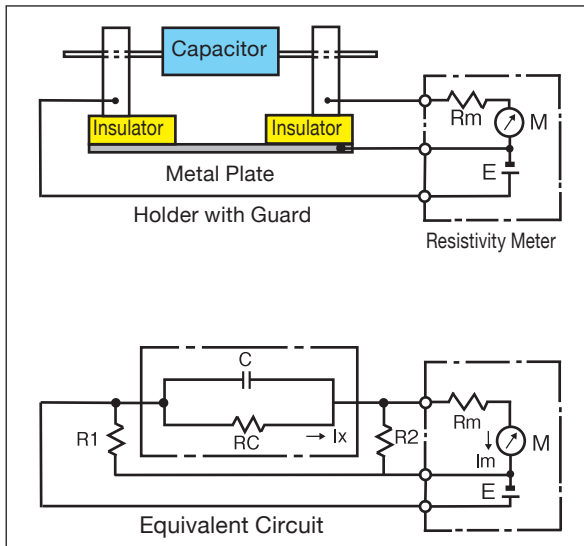 Capacitor
Rm
M
Insulator Insulator
E
Metal Plate
Holder with Guard
Resistivity Meter
C
Rm
R1
RC → Ix
R2
↓
Im
M
E
Equivalent Circuit